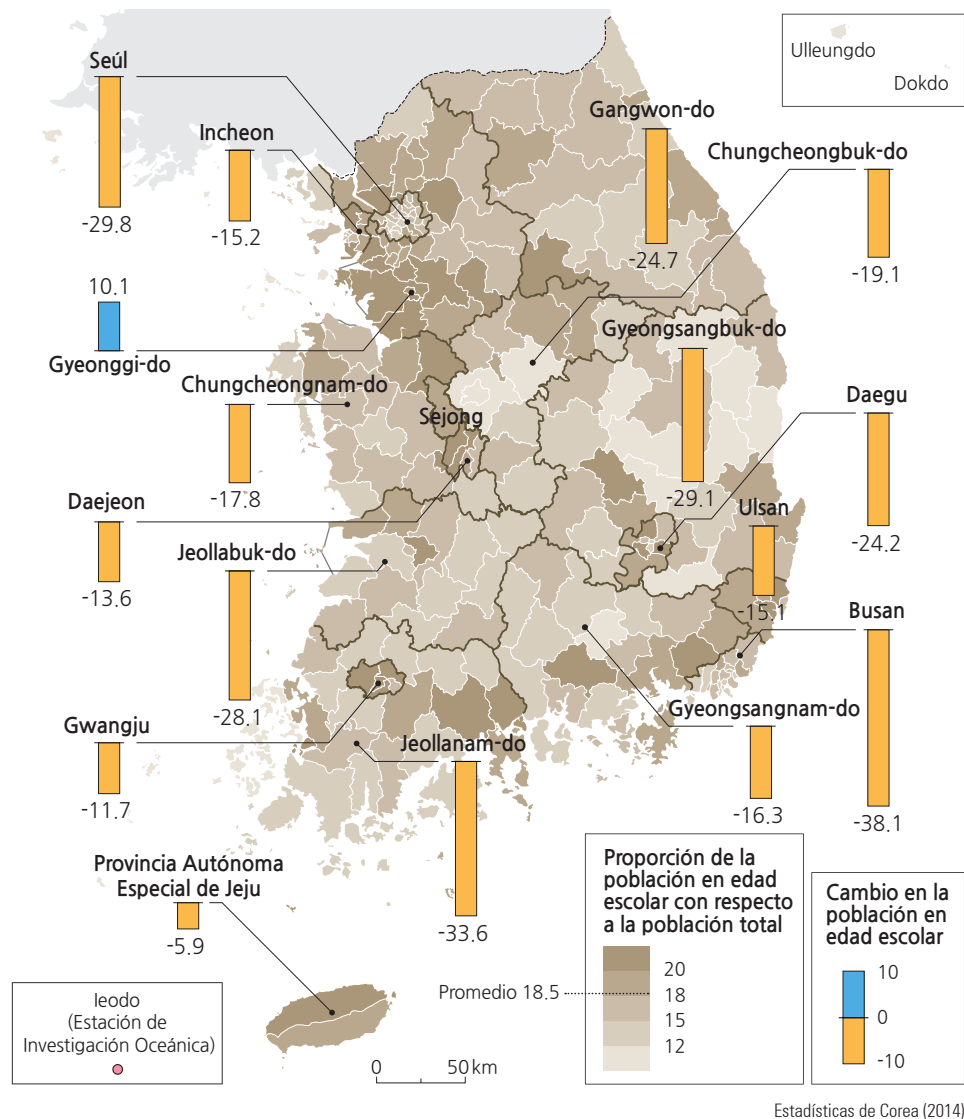 Ulleungdo
Dokdo
Seúl
-29.8
Incheon
-15.2
Gangwon-do
-24.7
Chungcheongbuk-do
-19.1
10.1
Gyeonggi-do
Chungcheongnam-do
-17.8
Sejong
Gyeongsangbuk-do
-29.1
Daegu
-24.2
Daejeon
-13.6
Jeollabuk-do
-28.1
Ulsan
-15.1
Busan
-38.1
Gwangju
-11.7
Jeollanam-do
-33.6
Gyeongsangnam-do
-16.3
Provincia Autónoma
Especial de Jeju
-5.9
Ieodo
(Estación de
Investigación Oceánica)
0 50 km
Proporción de la
población en edad
escolar con respecto
a la población total
20
Promedio 18.5
18
15
12
Cambio en la
población en
edad escolar
10
0
-10
Estadísticas de Corea (2014)